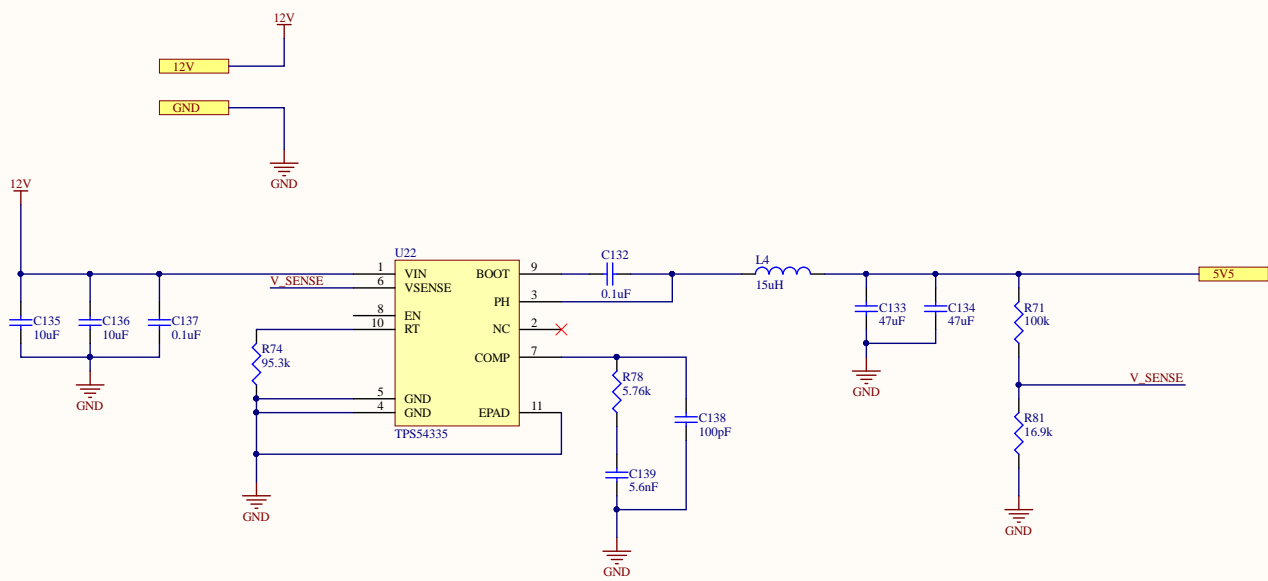 12V
12V
GND
GND
12V
U22
C132
L4
1 VIN BOOT 9
V_SENSE 6 VSENSE
0.1uF
15uH
5V5
PH 3
8 EN
10 RT NC 2
C135
10uF
C136
10uF
C137
0.1uF
C133
47uF
C134
47uF
R71
100k
R74
95.3k
COMP 7
R78
5.76k
V_SENSE
5 GND
4 GND EPAD 11
TPS54335
C138
100pF
R81
16.9k
GND
C139
5.6nF
GND
GND
GND
GND